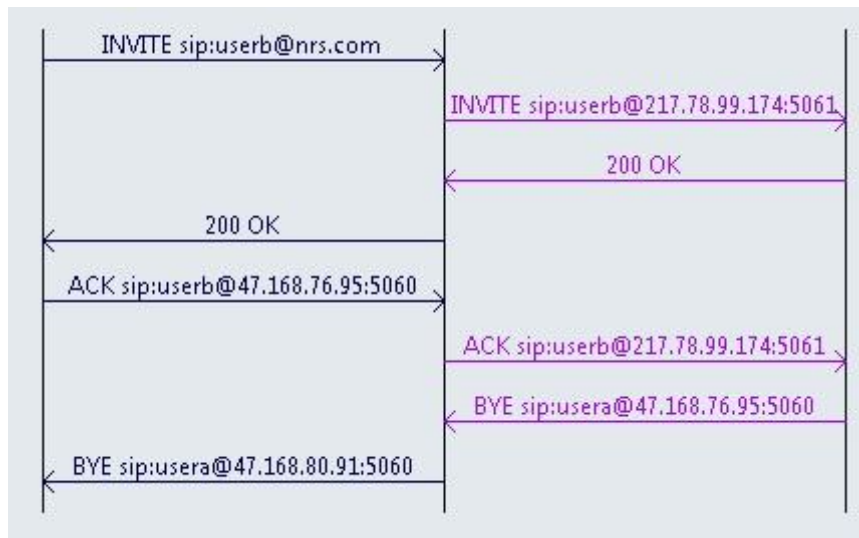 INVITE sip:userb@nrs.com
INVITE sip:userb@217.78.99.174:5061
200 OK
200 OK
ACK sip:userb@47.168.76.95:5060
ACK sip:userb@217.78.99.174:5061
BYE sip:usera@47.168.76.95:5060
BYE sip:usera@47.168.80.91:5060